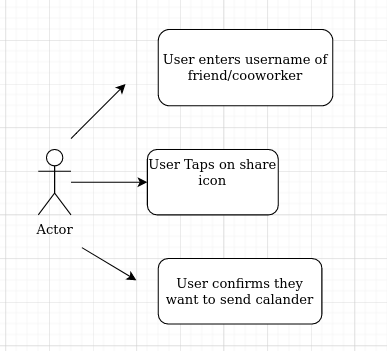 User enters username of
friend/cooworker
User Taps on share
icon
Actor
User confirms they
want to send calander